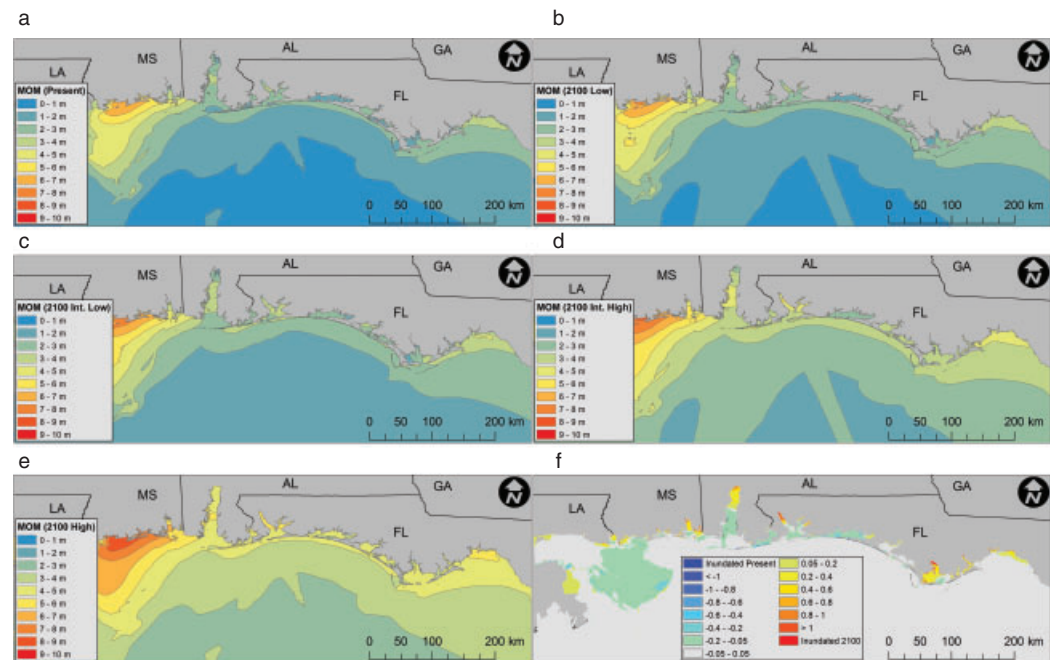 a
MS
AL
GA
LA
FL
N
MOM (Present)
0 - 1 m
1 - 2 m
2 - 3 m
3 - 4 m
4 - 5 m
5 - 6 m
6 - 7 m
7 - 8 m
8 - 9 m
9 - 10 m
0 50 100 200 km
b
MS
AL
GA
LA
FL
N
MOM (2100 Low)
0 - 1 m
1 - 2 m
2 - 3 m
3 - 4 m
4 - 5 m
5 - 6 m
6 - 7 m
7 - 8 m
8 - 9 m
9 - 10 m
0 50 100 200 km
c
MS
AL
GA
LA
FL
N
MOM (2100 Int. Low)
0 - 1 m
1 - 2 m
2 - 3 m
3 - 4 m
4 - 5 m
5 - 6 m
6 - 7 m
7 - 8 m
8 - 9 m
9 - 10 m
0 50 100 200 km
d
MS
AL
GA
LA
FL
N
MOM (2100 Int. High)
0 - 1 m
1 - 2 m
2 - 3 m
3 - 4 m
4 - 5 m
5 - 6 m
6 - 7 m
7 - 8 m
8 - 9 m
9 - 10 m
0 50 100 200 km
e
MS
AL
GA
LA
FL
N
MOM (2100 High)
0 - 1 m
1 - 2 m
2 - 3 m
3 - 4 m
4 - 5 m
5 - 6 m
6 - 7 m
7 - 8 m
8 - 9 m
9 - 10 m
0 50 100 200 km
f
MS
AL
GA
LA
FL
N
Inundated Present
< -1
-1 - -0.8
-0.8 - -0.6
-0.6 - -0.4
-0.4 - -0.2
-0.2 - -0.05
-0.05 - 0.05
0.05 - 0.2
0.2 - 0.4
0.4 - 0.6
0.6 - 0.8
0.8 - 1
> 1
Inundated 2100
0 50 100 200 km